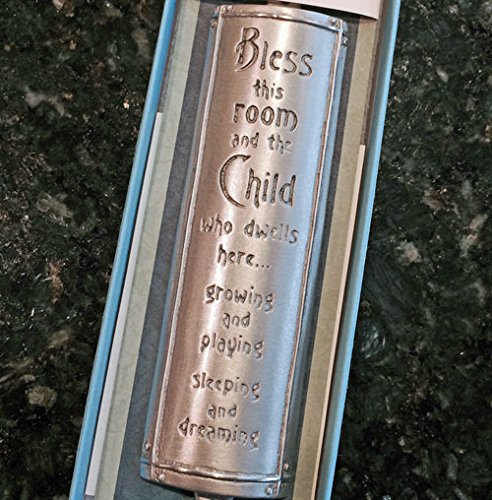 Bless
this
room
and the
Child
who dwells
here...
growing
and
playing
sleeping
and
dreaming